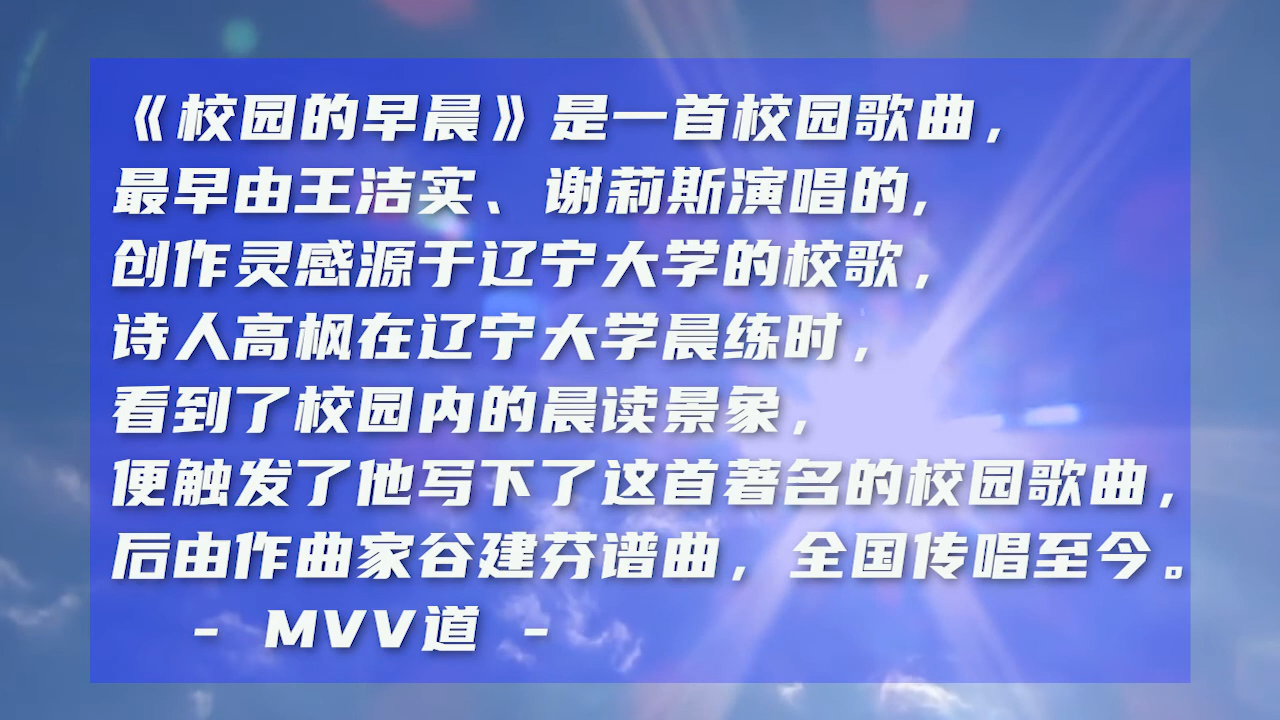 《校园的早晨》是一首校园歌曲，
最早由王洁实、谢莉斯演唱的，
创作灵感源于辽宁大学的校歌，
诗人高枫在辽宁大学晨练时，
看到了校园内的晨读景象，
便触发了他写下了这首著名的校园歌曲，
后由作曲家谷建芬谱曲，全国传唱至今。
- MVV道 -